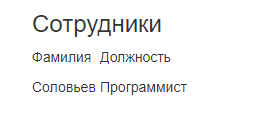 Сотрудники
Фамилия Должность
Соловьев Программист